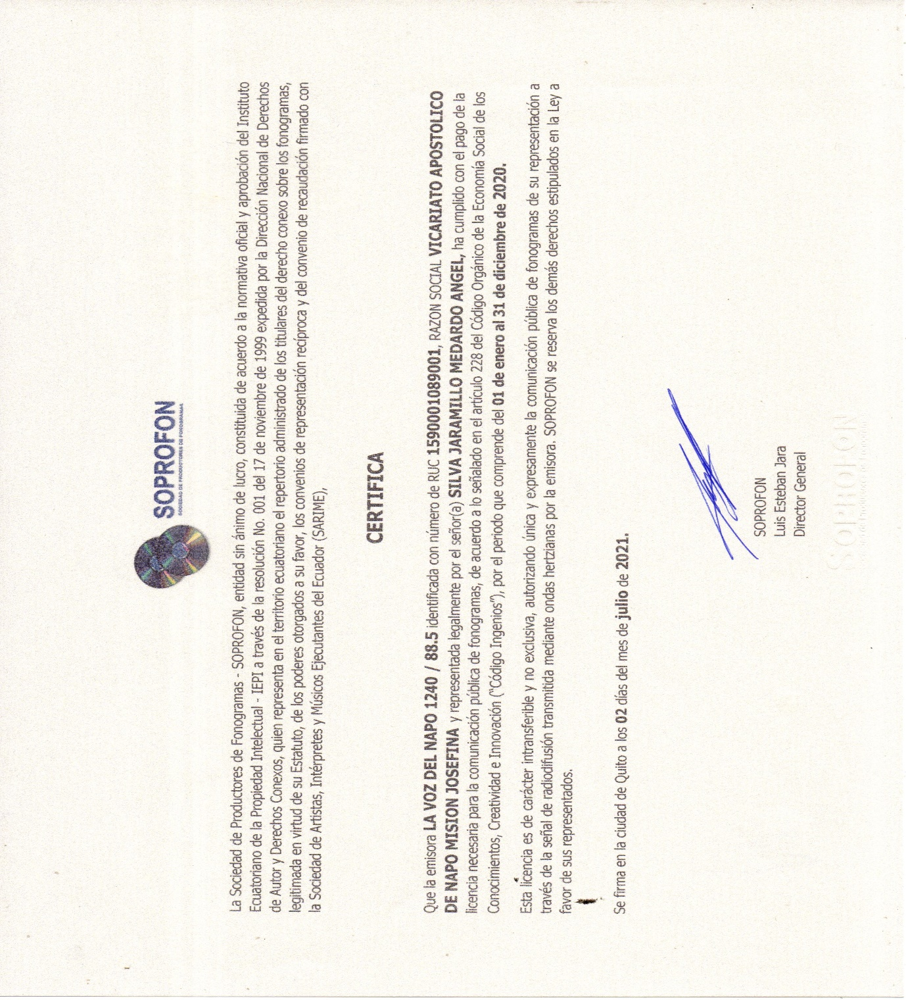 SOPROFON
SOCIEDAD DE PRODUCTORES DE FONOGRAMAS
La Sociedad de Productores de Fonogramas - SOPROFON, entidad sin ánimo de lucro, constituida de acuerdo a la normativa oficial y aprobación del Instituto
Ecuatoriano de la Propiedad Intelectual - IEPI a través de la resolución No. 001 del 17 de noviembre de 1999 expedida por la Dirección Nacional de Derechos
de Autor y Derechos Conexos, quien representa en el territorio ecuatoriano el repertorio administrado de los titulares del derecho conexo sobre los fonogramas,
legitimada en virtud de su Estatuto, de los poderes otorgados a su favor, los convenios de representación recíproca y del convenio de recaudación firmado con
la Sociedad de Artistas, Intérpretes y Músicos Ejecutantes del Ecuador (SARIME),
CERTIFICA
Que la emisora LA VOZ DEL NAPO 1240 / 88.5 identificada con número de RUC 1590001089001, RAZON SOCIAL VICARIATO APOSTOLICO
DE NAPO MISION JOSEFINA y representada legalmente por el señor(a) SILVA JARAMILLO MEDARDO ANGEL, ha cumplido con el pago de la
licencia necesaria para la comunicación pública de fonogramas, de acuerdo a lo señalado en el artículo 228 del Código Orgánico de la Economía Social de los
Conocimientos, Creatividad e Innovación ("Código Ingenios"), por el periodo que comprende del 01 de enero al 31 de diciembre de 2020.
Esta licencia es de carácter intransferible y no exclusiva, autorizando única y expresamente la comunicación pública de fonogramas de su representación a
través de la señal de radiodifusión transmitida mediante ondas hertzianas por la emisora. SOPROFON se reserva los demás derechos estipulados en la Ley a
favor de sus representados.
Se firma en la ciudad de Quito a los 02 días del mes de julio de 2021.
SOPROFON
Luis Esteban Jara
Director General
SOPROFON